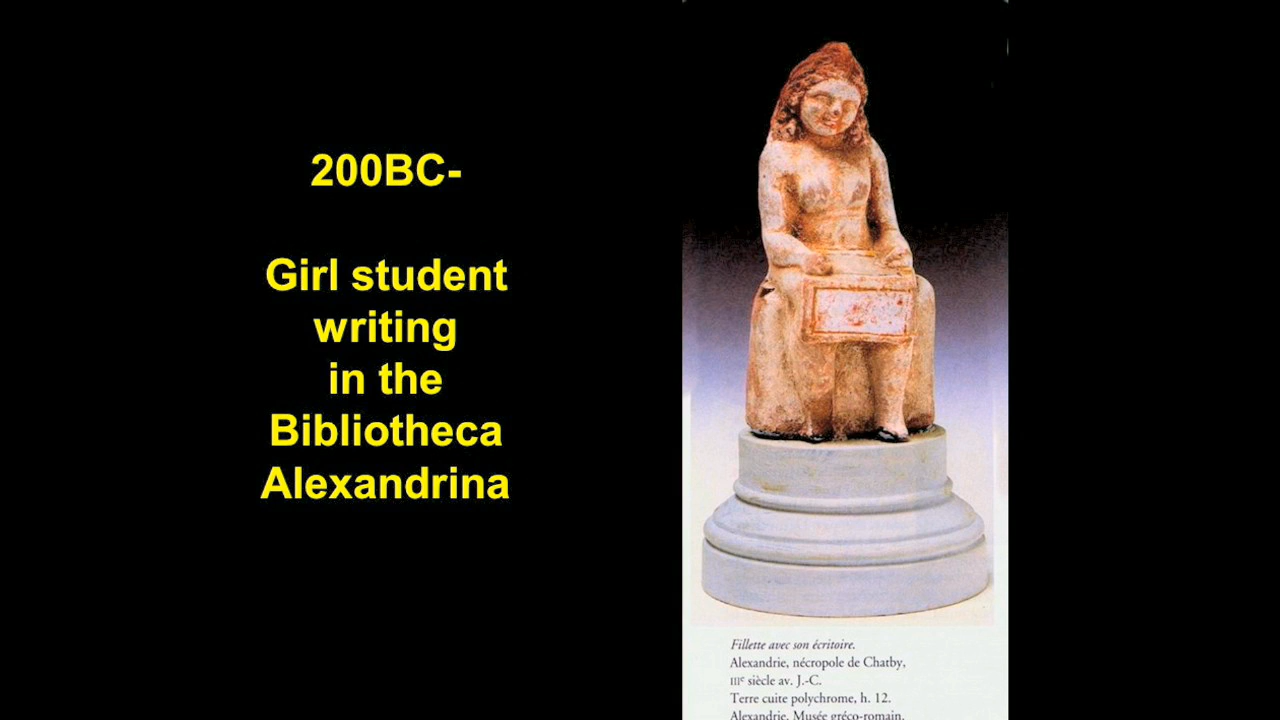 200BC-
Girl student
writing
in the
Bibliotheca
Alexandrina
Fillette avec son écritoire.
Alexandrie, nécropole de Chatby,
IIIe siècle av. J.-C.
Terre cuite polychrome, h. 12.
Alexandrie, Musée gréco-romain.